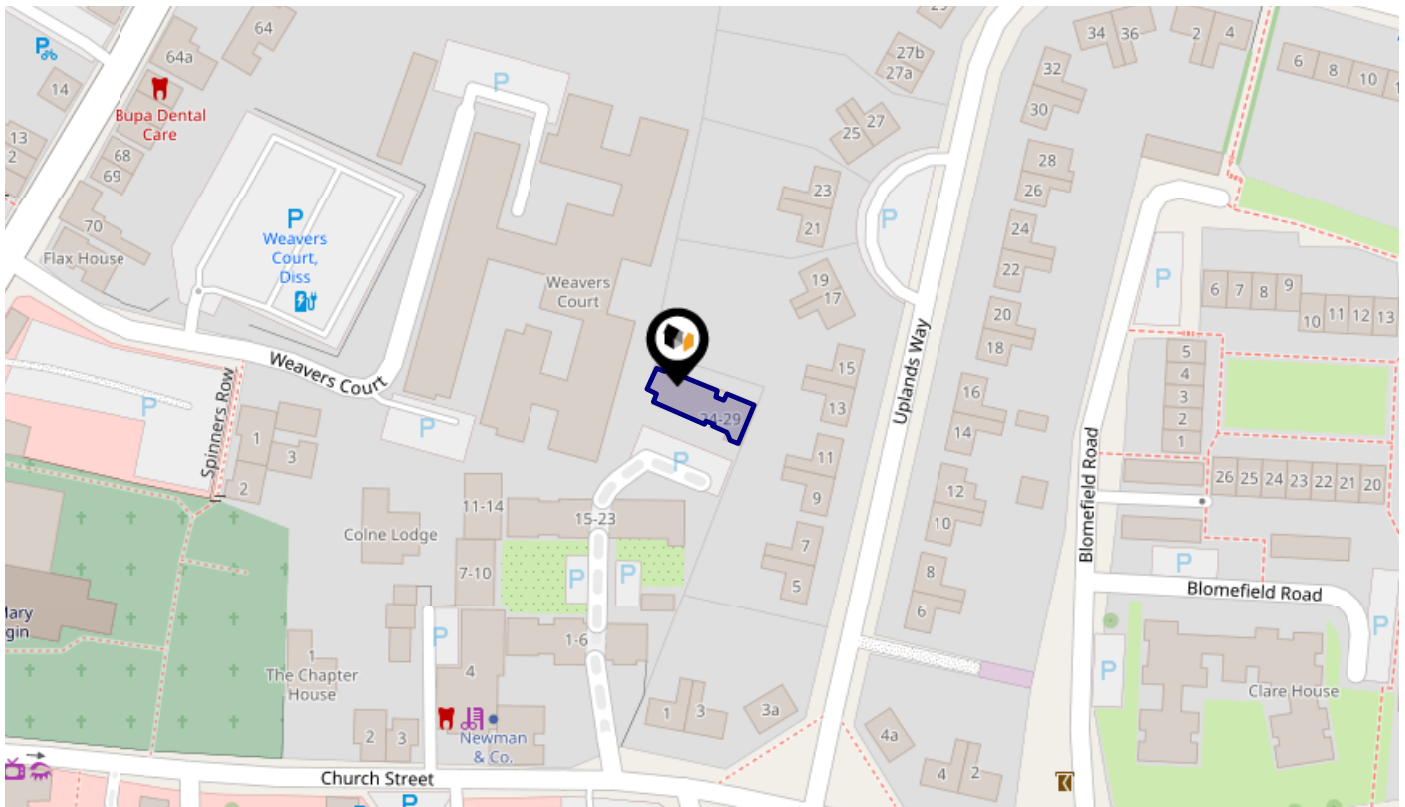 29
64
64a
P
14
Bupa Dental
Care
13
2
68
69
70
Flax House
P
Weavers
Court,
Diss
P
Weavers
Court
Weavers Court
P
P
Spinners Row
1
3
2
27b
27a
25
27
23
21
P
19
17
15
13
11
9
7
5
Uplands Way
34
36
2
4
32
30
28
26
24
22
20
18
16
14
12
10
8
6
6
8
10
P
6
7
8
9
10
11
12
13
5
4
3
2
1
26
25
24
23
22
21
20
Blomefield Road
P
Blomefield Road
P
P
Clare House
24-29
P
15-23
11-14
7-10
Colne Lodge
P
P
1-6
P
4
1
The Chapter
House
2
3
Newman
& Co.
1
3
3a
4a
4
2
Church Street
P